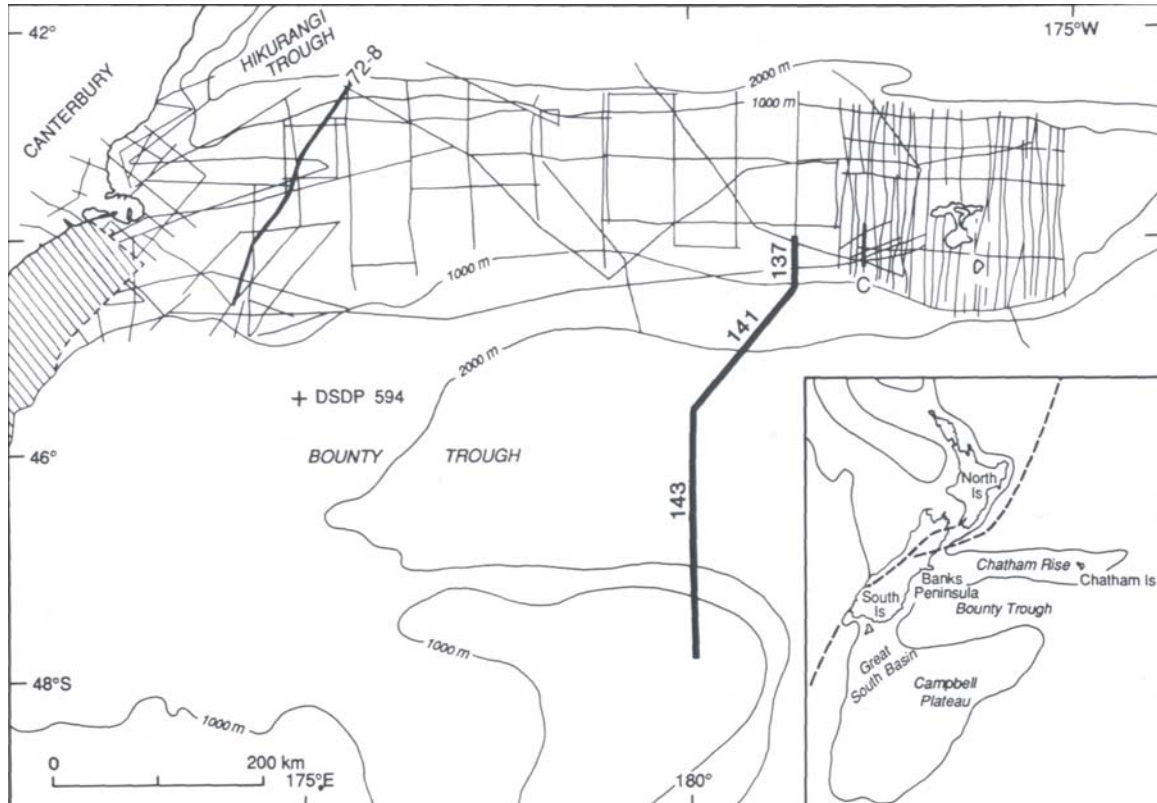 42°
175°W
CANTERBURY
HIKURANGI
TROUGH
72-8
2000 m
1000 m
1000 m
137
C
141
2000 m
DSDP 594
46°
BOUNTY TROUGH
143
1000 m
48°S
1000 m
0 200 km
175°E
180°
North
Is
Chatham Rise
Chatham Is
Banks
Peninsula
South
Is
Bounty Trough
Great
South Basin
Campbell
Plateau